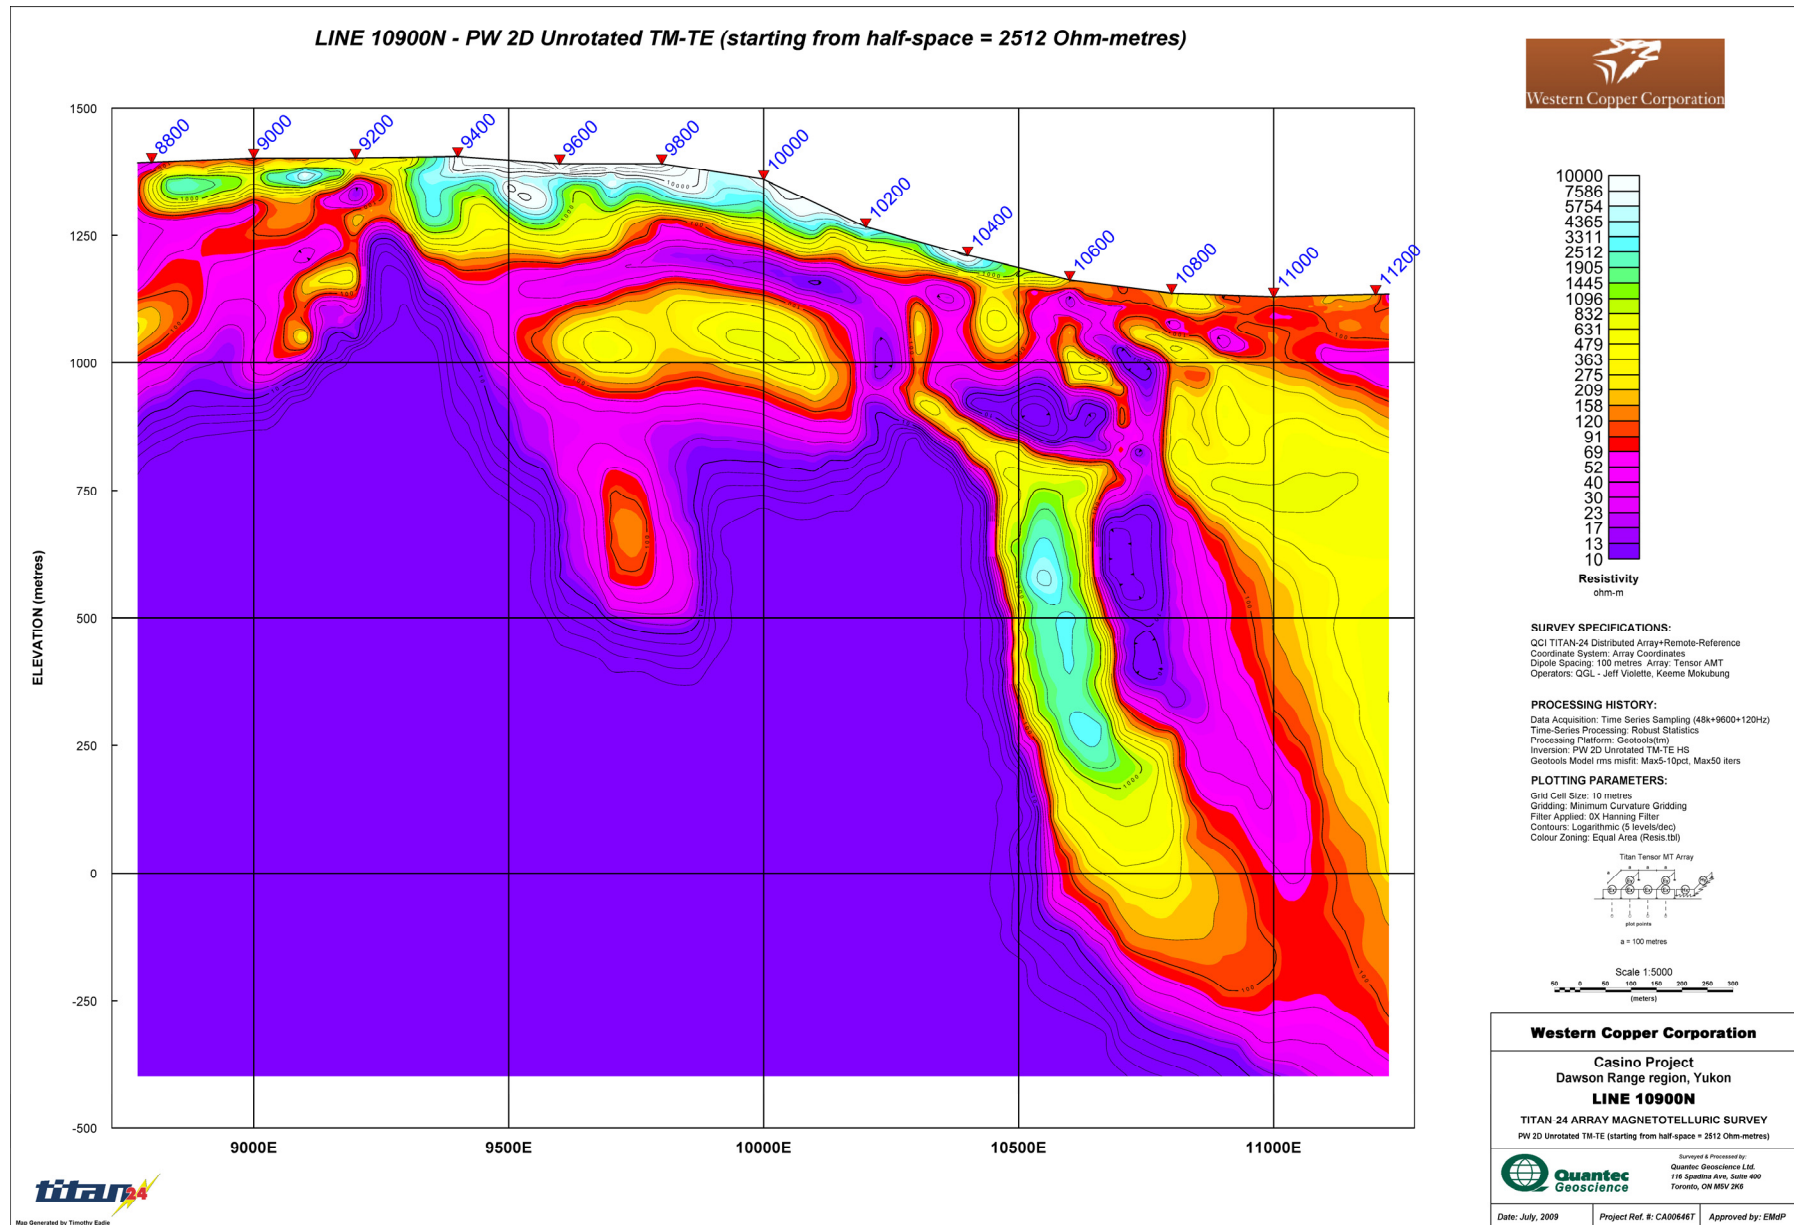 LINE 10900N - PW 2D Unrotated TM-TE (starting from half-space = 2512 Ohm-metres)
Western Copper Corporation
1500
1250
1000
750
500
250
0
-250
-500
ELEVATION (metres)
8800
9000
9200
9400
9600
9800
10000
10200
10400
10600
10800
11000
11200
9000E
9500E
10000E
10500E
11000E
10000
7586
5754
4365
3311
2512
1905
1445
1096
832
631
479
363
275
209
158
120
91
69
52
40
30
23
17
13
10
Resistivity
ohm-m
SURVEY SPECIFICATIONS:
QCI TITAN-24 Distributed Array+Remote-Reference
Coordinate System: Array Coordinates
Dipole Spacing: 100 metres Array: Tensor AMT
Operators: QGL - Jeff Violette, Keeme Mokubung
PROCESSING HISTORY:
Data Acquisition: Time Series Sampling (48k+9600+120Hz)
Time-Series Processing: Robust Statistics
Processing Platform: Geotools(tm)
Inversion: PW 2D Unrotated TM-TE HS
Geotools Model rms misfit: Max5-10pct, Max50 iters
PLOTTING PARAMETERS:
Grid Cell Size: 10 metres
Gridding: Minimum Curvature Gridding
Filter Applied: 0X Hanning Filter
Contours: Logarithmic (5 levels/dec)
Colour Zoning: Equal Area (Resis.tbl)
Titan Tensor MT Array
plot points
a = 100 metres
Scale 1:5000
50 0 50 100 150 200 250 300
(meters)
Western Copper Corporation
Casino Project
Dawson Range region, Yukon
LINE 10900N
TITAN-24 ARRAY MAGNETOTELLURIC SURVEY
PW 2D Unrotated TM-TE (starting from half-space = 2512 Ohm-metres)
Quantec
Geoscience
Surveyed & Processed by:
Quantec Geoscience Ltd.
116 Spadina Ave, Suite 400
Toronto, ON M5V 2K6
Date: July, 2009
Project Ref. #: CA00646T
Approved by: EMdP
titan 24
Map Generated by Timothy Eadie